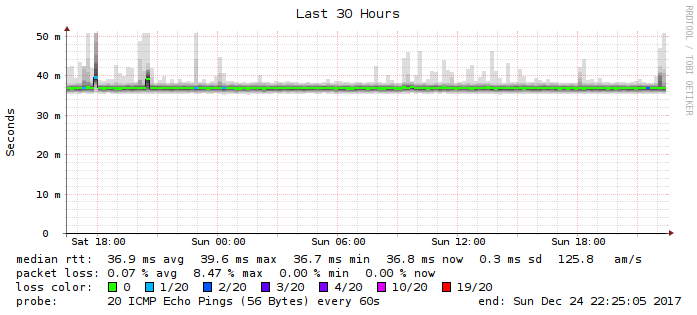 Last 30 Hours
RRDTOOL / TOBI OETIKER
Seconds
50 m
40 m
30 m
20 m
10 m
0
Sat 18:00 Sun 00:00 Sun 06:00 Sun 12:00 Sun 18:00
median rtt: 36.9 ms avg 39.6 ms max 36.7 ms min 36.8 ms now 0.3 ms sd 125.8 am/s
packet loss: 0.07 % avg 8.47 % max 0.00 % min 0.00 % now
loss color: 0 1/20 2/20 3/20 4/20 10/20 19/20
probe: 20 ICMP Echo Pings (56 Bytes) every 60s end: Sun Dec 24 22:25:05 2017